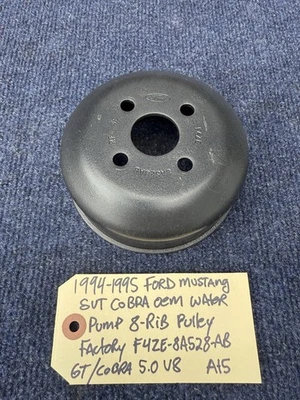 1994-1995 FORD MUSTANG
SVT COBRA OEM WATER
PUMP 8-RIB PULLEY
FACTORY F4ZE-8A528-AB
GT/COBRA 5.0 V8 A15